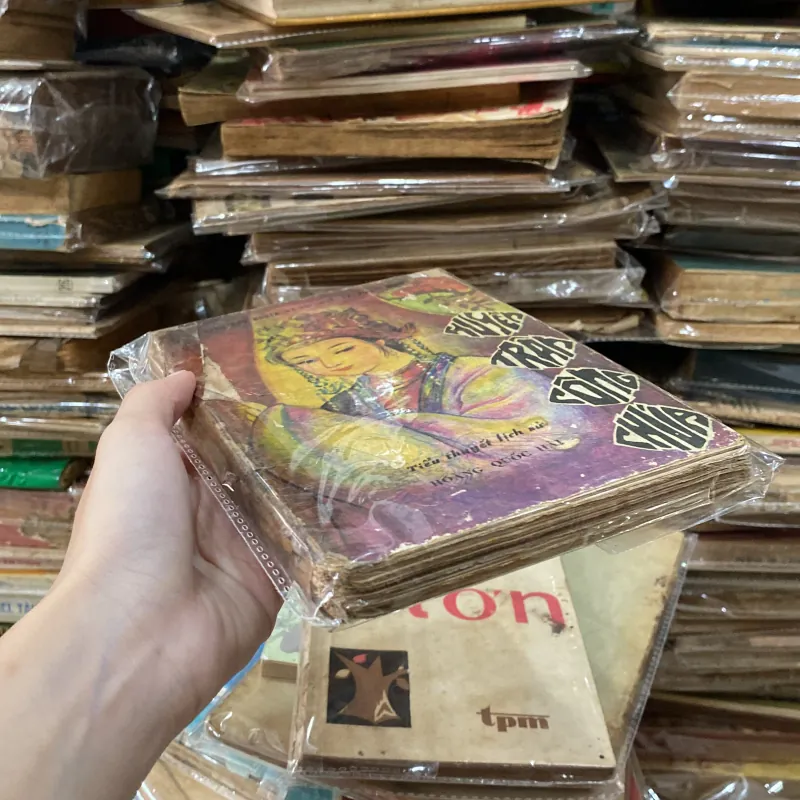 HUYỀN
TRÂN
CÔNG
CHÚA
Tiểu thuyết lịch sử
HOÀNG QUỐC HẢI
tpm